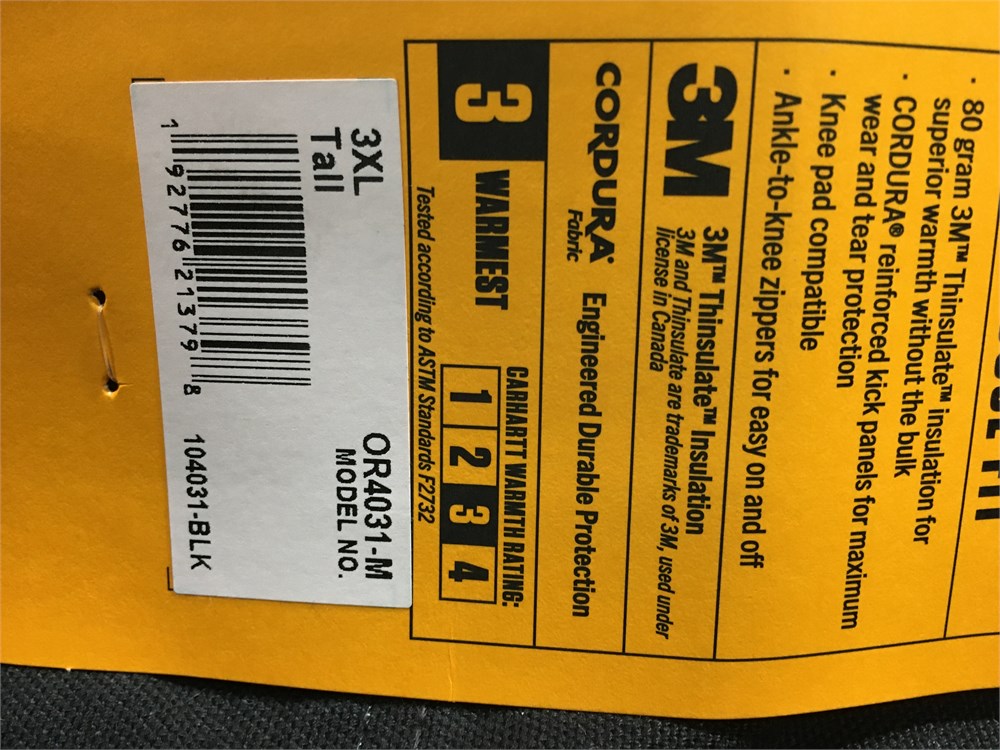 · 80 gram 3M™ Thinsulate™ insulation for
superior warmth without the bulk
· CORDURA® reinforced kick panels for maximum
wear and tear protection
· Knee pad compatible
· Ankle-to-knee zippers for easy on and off
3M
3M™ Thinsulate™ Insulation
3M and Thinsulate are trademarks of 3M, used under
license in Canada
CORDURA®
Fabric
Engineered Durable Protection
3 WARMEST
CARHARTT WARMTH RATING:
1 2 3 4
Tested according to ASTM Standards F2732
3XL
Tall
OR4031-M
MODEL NO.
1 92776 21379 8
104031-BLK